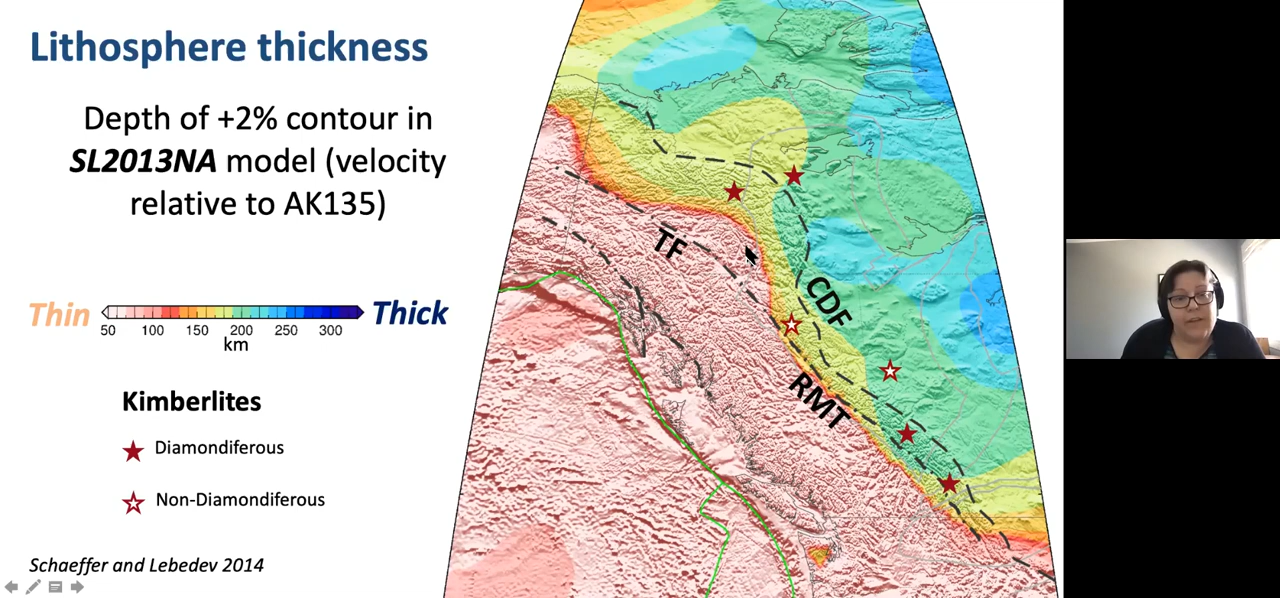 Lithosphere thickness
Depth of +2% contour in
SL2013NA model (velocity
relative to AK135)
Thin
Thick
50 100 150 200 250 300
km
Kimberlites
Diamondiferous
Non-Diamondiferous
Schaeffer and Lebedev 2014
TF
CDF
RMT